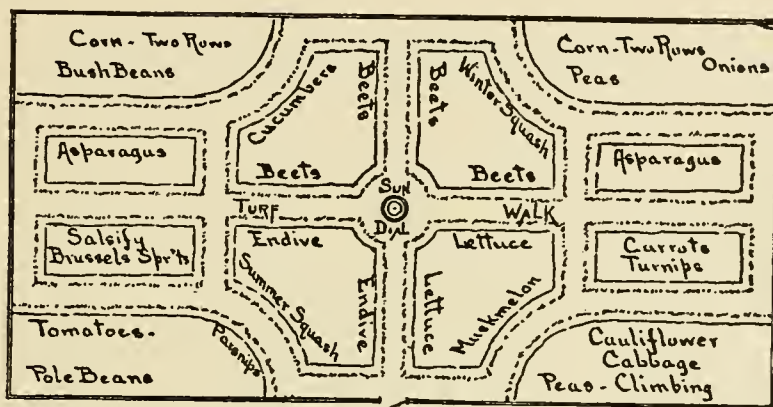 Corn - Two Rows
Bush Beans
Cucumbers
Beets
Beets
Beets
Winter Squash
Beets
Corn - Two Rows
Peas
Onions
Asparagus
Asparagus
Sun
Dial
Turf
Walk
Salsify
Brussels Spr'ts
Endive
Summer Squash
Endive
Lettuce
Lettuce
Muskmelon
Carrots
Turnips
Tomatoes -
Parsnips
Pole Beans
Cauliflower
Cabbage
Peas - Climbing